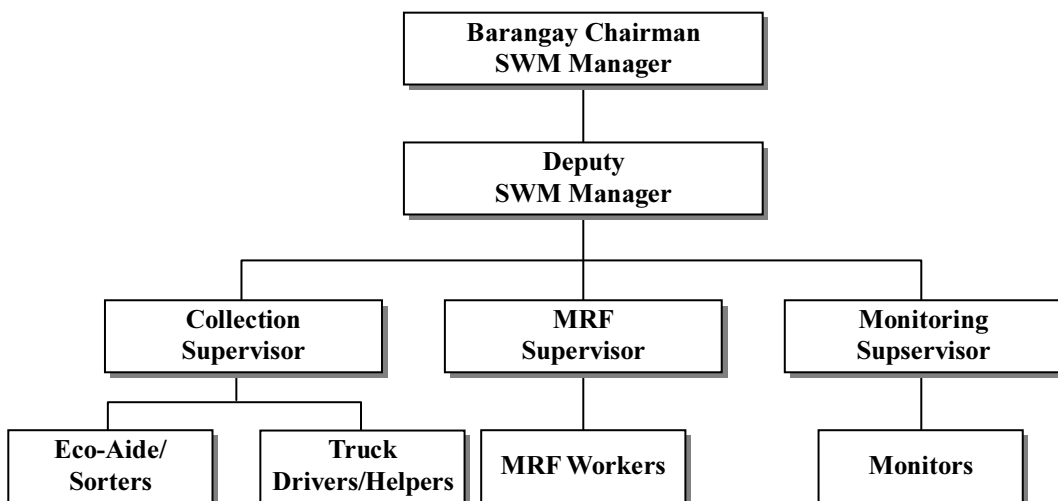 Barangay Chairman
SWM Manager
Deputy
SWM Manager
Collection
Supervisor
MRF
Supervisor
Monitoring
Supservisor
Eco-Aide/
Sorters
Truck
Drivers/Helpers
MRF Workers
Monitors